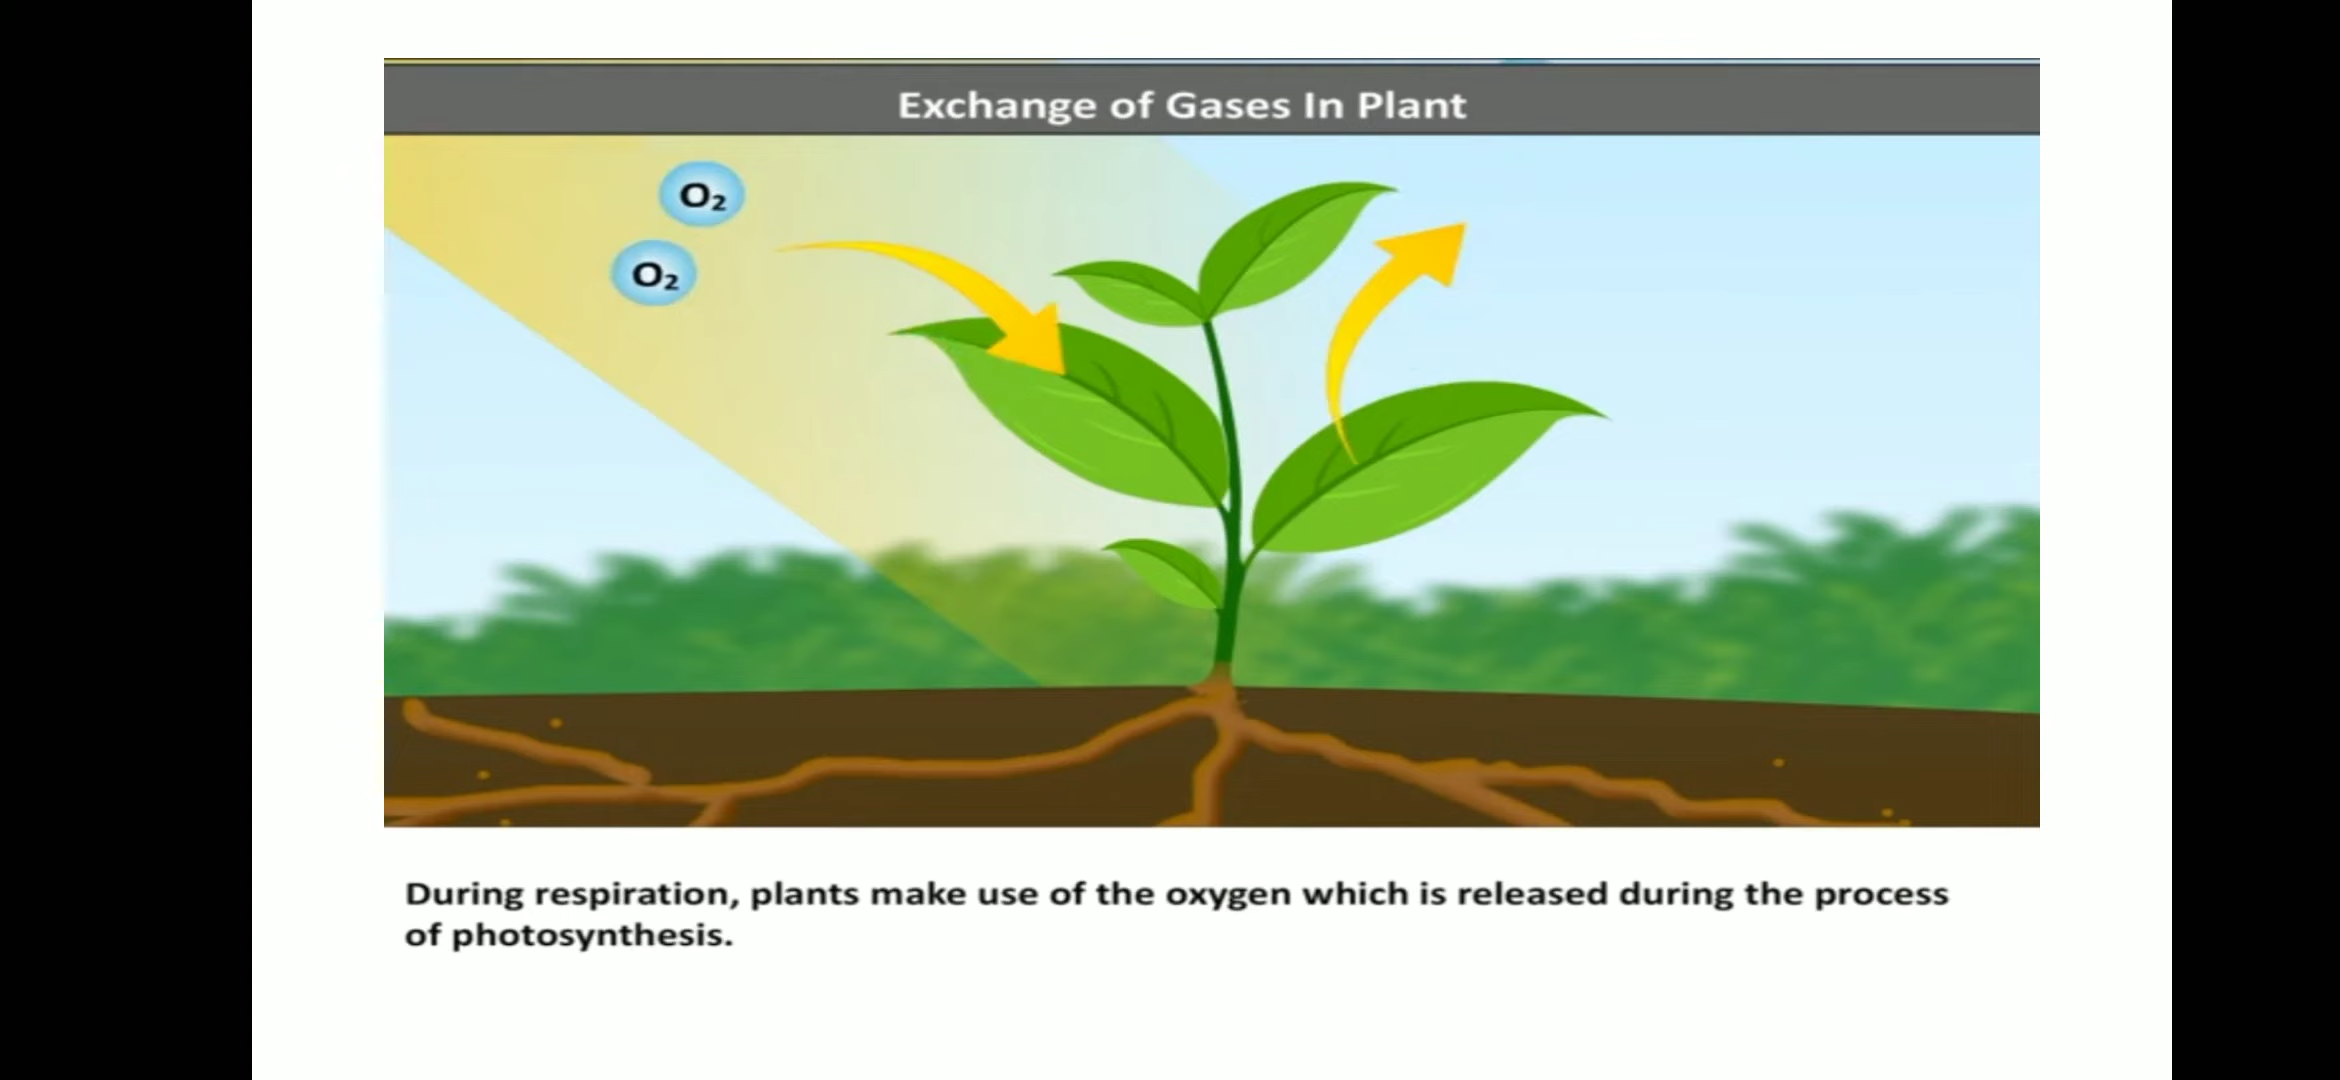 Exchange of Gases In Plant
O₂
O₂
During respiration, plants make use of the oxygen which is released during the process
of photosynthesis.